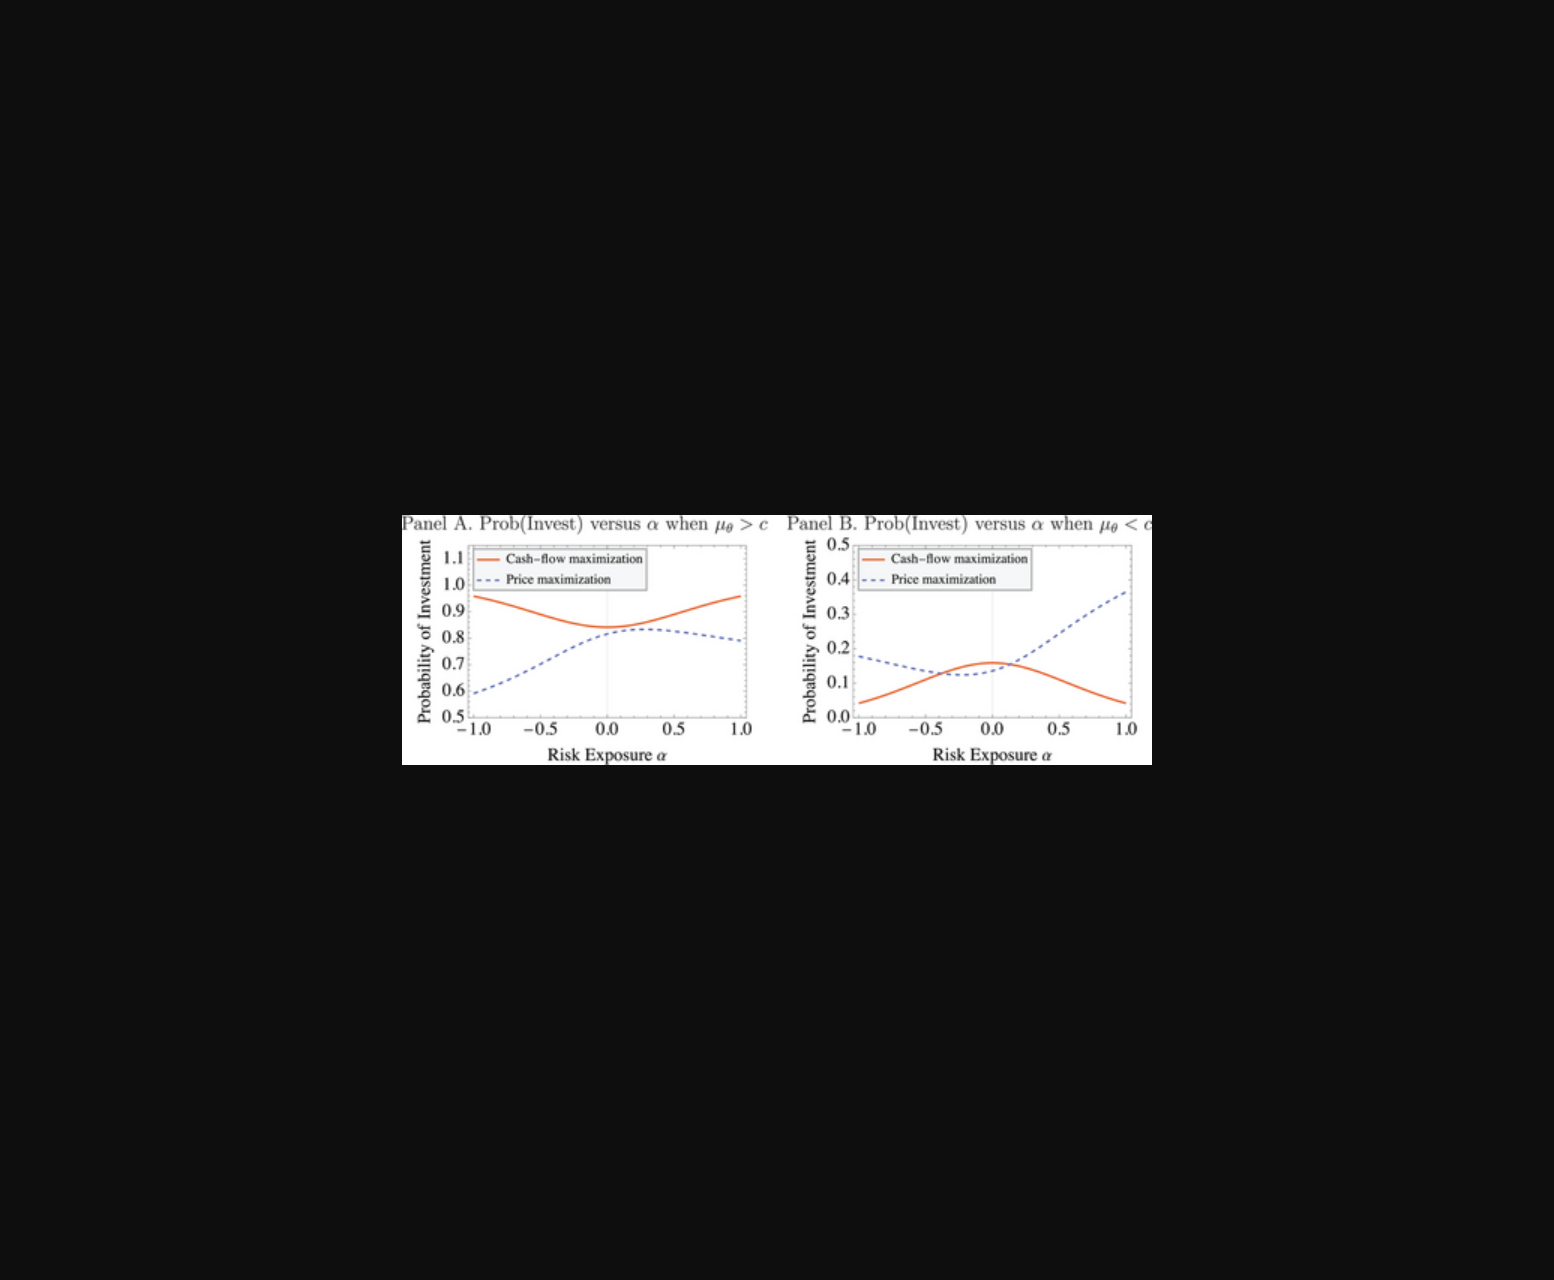 Panel A. Prob(Invest) versus α when μθ > c
Probability of Investment
1.1
1.0
0.9
0.8
0.7
0.6
0.5
Cash−flow maximization
Price maximization
−1.0 −0.5 0.0 0.5 1.0
Risk Exposure α
Panel B. Prob(Invest) versus α when μθ < c
Probability of Investment
0.5
0.4
0.3
0.2
0.1
0.0
Cash−flow maximization
Price maximization
−1.0 −0.5 0.0 0.5 1.0
Risk Exposure α